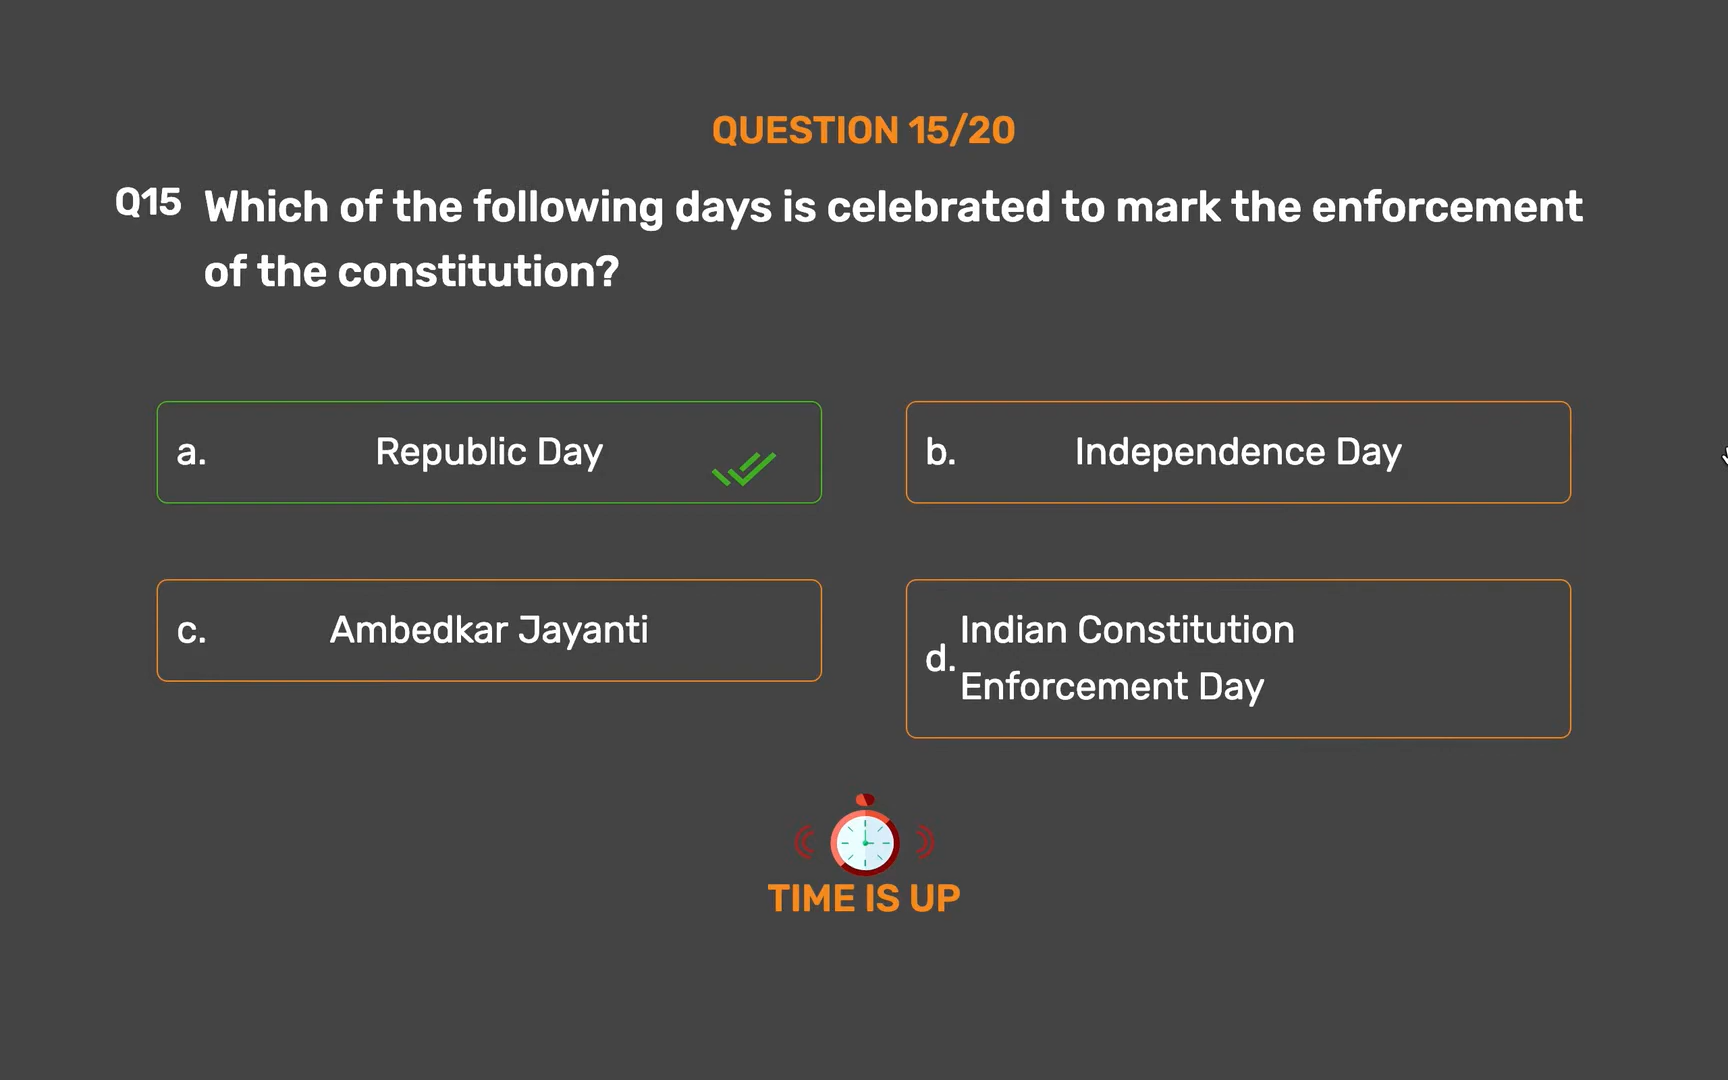 QUESTION 15/20
Q15 Which of the following days is celebrated to mark the enforcement
of the constitution?
a. Republic Day
b. Independence Day
c. Ambedkar Jayanti
d. Indian Constitution
Enforcement Day
TIME IS UP